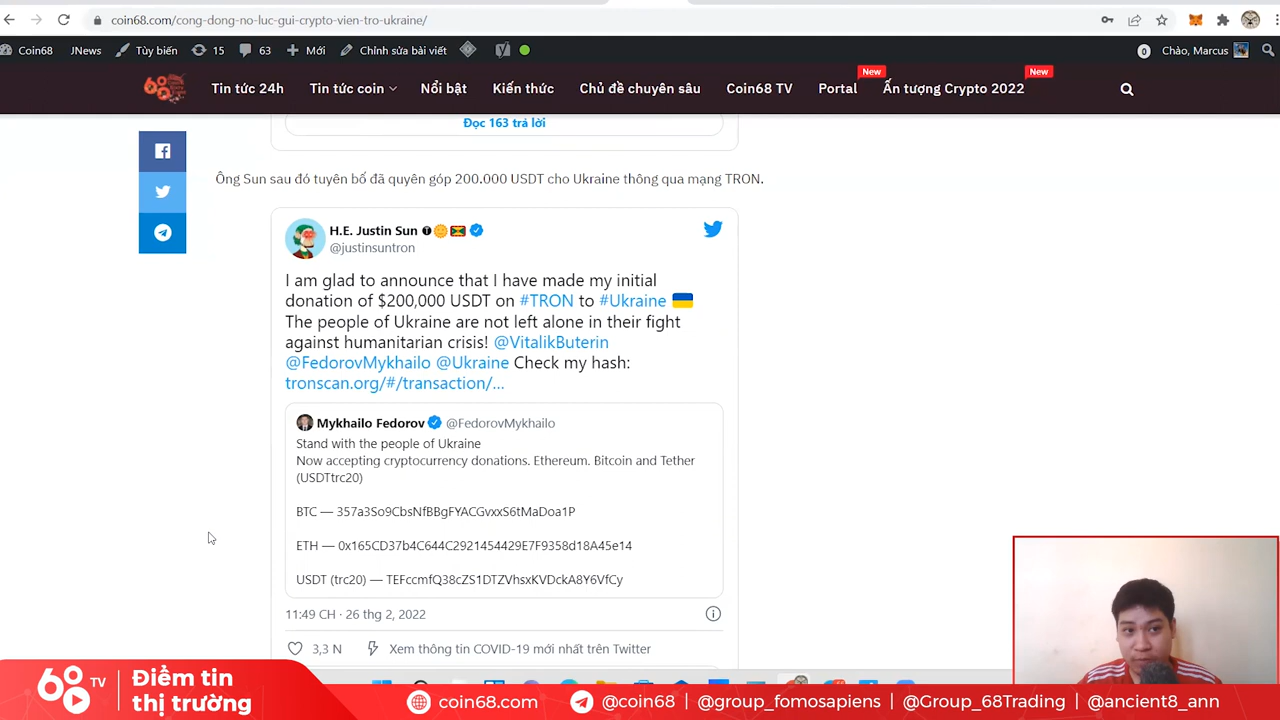 coin68.com/cong-dong-no-luc-gui-crypto-vien-tro-ukraine/
Coin68 JNews Tùy biến 15 63 Mới Chỉnh sửa bài viết 0 Chào, Marcus
68 Tin tức 24h Tin tức coin Nổi bật Kiến thức Chủ đề chuyên sâu Coin68 TV Portal New Ấn tượng Crypto 2022 New
Đọc 163 trả lời
Ông Sun sau đó tuyên bố đã quyên góp 200.000 USDT cho Ukraine thông qua mạng TRON.
H.E. Justin Sun
@justinsuntron
I am glad to announce that I have made my initial
donation of $200,000 USDT on #TRON to #Ukraine
The people of Ukraine are not left alone in their fight
against humanitarian crisis! @VitalikButerin
@FedorovMykhailo @Ukraine Check my hash:
tronscan.org/#/transaction/...
Mykhailo Fedorov @FedorovMykhailo
Stand with the people of Ukraine
Now accepting cryptocurrency donations. Ethereum. Bitcoin and Tether
(USDTtrc20)
BTC — 357a3So9CbsNfBBgFYACGvxxS6tMaDoa1P
ETH — 0x165CD37b4C644C2921454429E7F9358d18A45e14
USDT (trc20) — TEFccmfQ38cZS1DTZVhsxKVDckA8Y6VfCy
11:49 CH · 26 thg 2, 2022
3,3 N Xem thông tin COVID-19 mới nhất trên Twitter
68 TV
Điểm tin
thị trường
coin68.com @coin68 | @group_fomosapiens | @Group_68Trading | @ancient8_ann